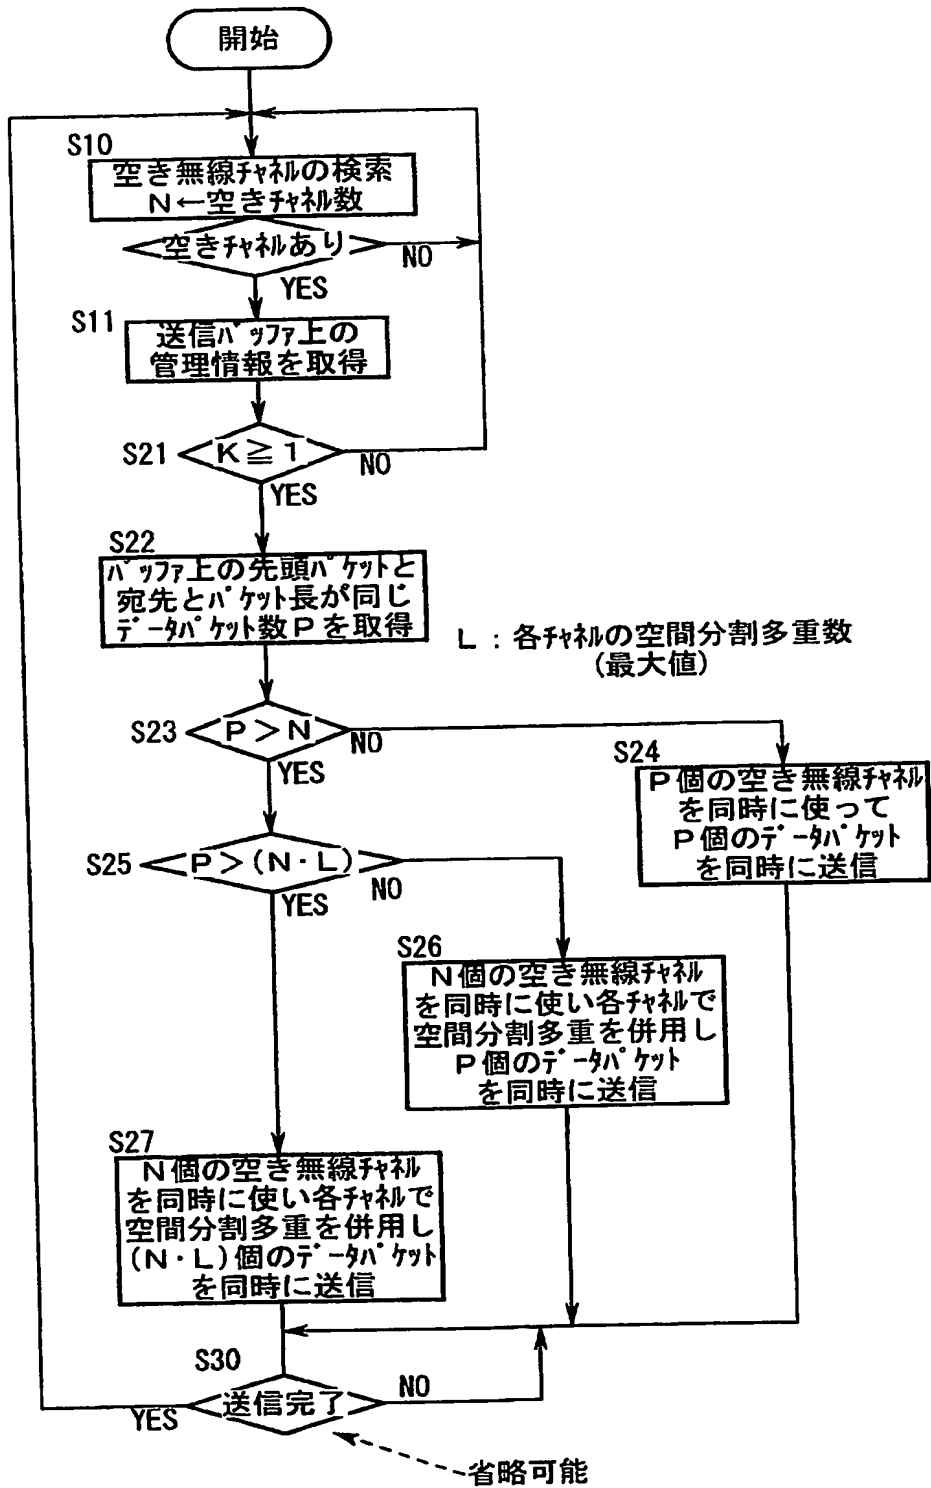 開始
S10
空き無線チャネルの検索
N←空きチャネル数
空きチャネルあり
NO
YES
S11
送信バッファ上の
管理情報を取得
S21
K≧1
NO
YES
S22
バッファ上の先頭パケットと
宛先とパケット長が同じ
データパケット数Pを取得
L:各チャネルの空間分割多重数
(最大値)
S23
P>N
NO
YES
S24
P個の空き無線チャネル
を同時に使って
P個のデータパケット
を同時に送信
S25
P>(N・L)
NO
YES
S26
N個の空き無線チャネル
を同時に使い各チャネルで
空間分割多重を併用し
P個のデータパケット
を同時に送信
S27
N個の空き無線チャネル
を同時に使い各チャネルで
空間分割多重を併用し
(N・L)個のデータパケット
を同時に送信
S30
送信完了
NO
YES
省略可能